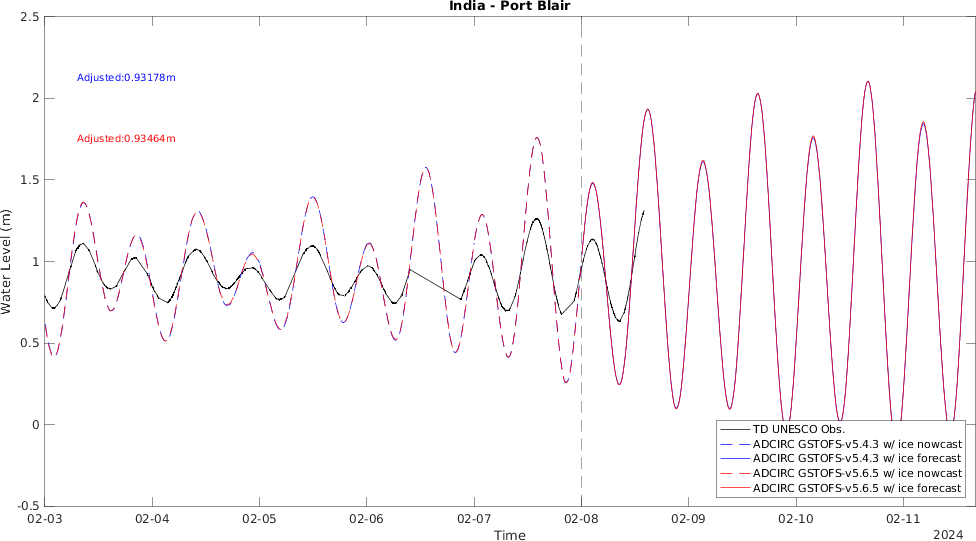 India - Port Blair
2.5
2
1.5
1
0.5
0
-0.5
Water Level (m)
Adjusted:0.93178m
Adjusted:0.93464m
TD UNESCO Obs.
ADCIRC GSTOFS-v5.4.3 w/ ice nowcast
ADCIRC GSTOFS-v5.4.3 w/ ice forecast
ADCIRC GSTOFS-v5.6.5 w/ ice nowcast
ADCIRC GSTOFS-v5.6.5 w/ ice forecast
02-03 02-04 02-05 02-06 02-07 02-08 02-09 02-10 02-11
Time
2024